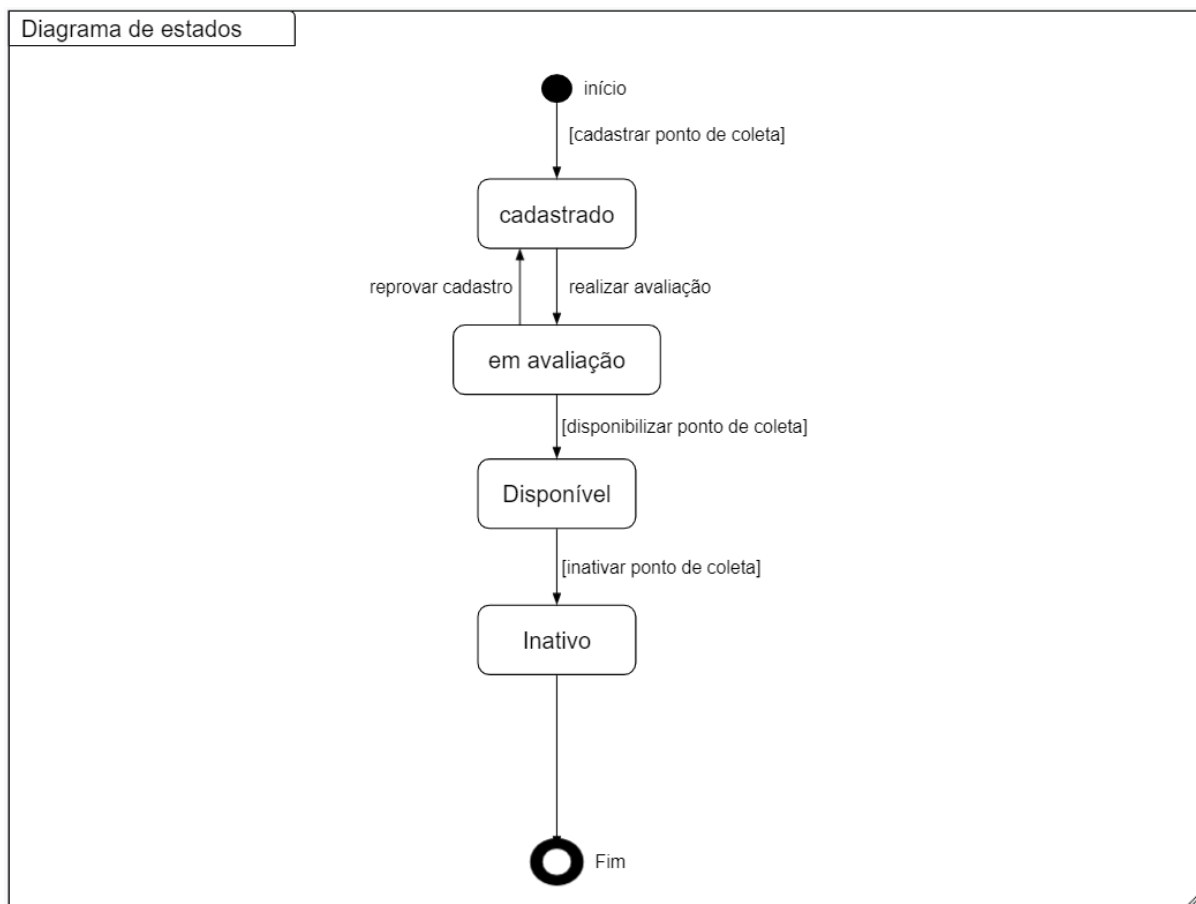 Diagrama de estados
início
[cadastrar ponto de coleta]
cadastrado
reprovar cadastro
realizar avaliação
em avaliação
[disponibilizar ponto de coleta]
Disponível
[inativar ponto de coleta]
Inativo
Fim